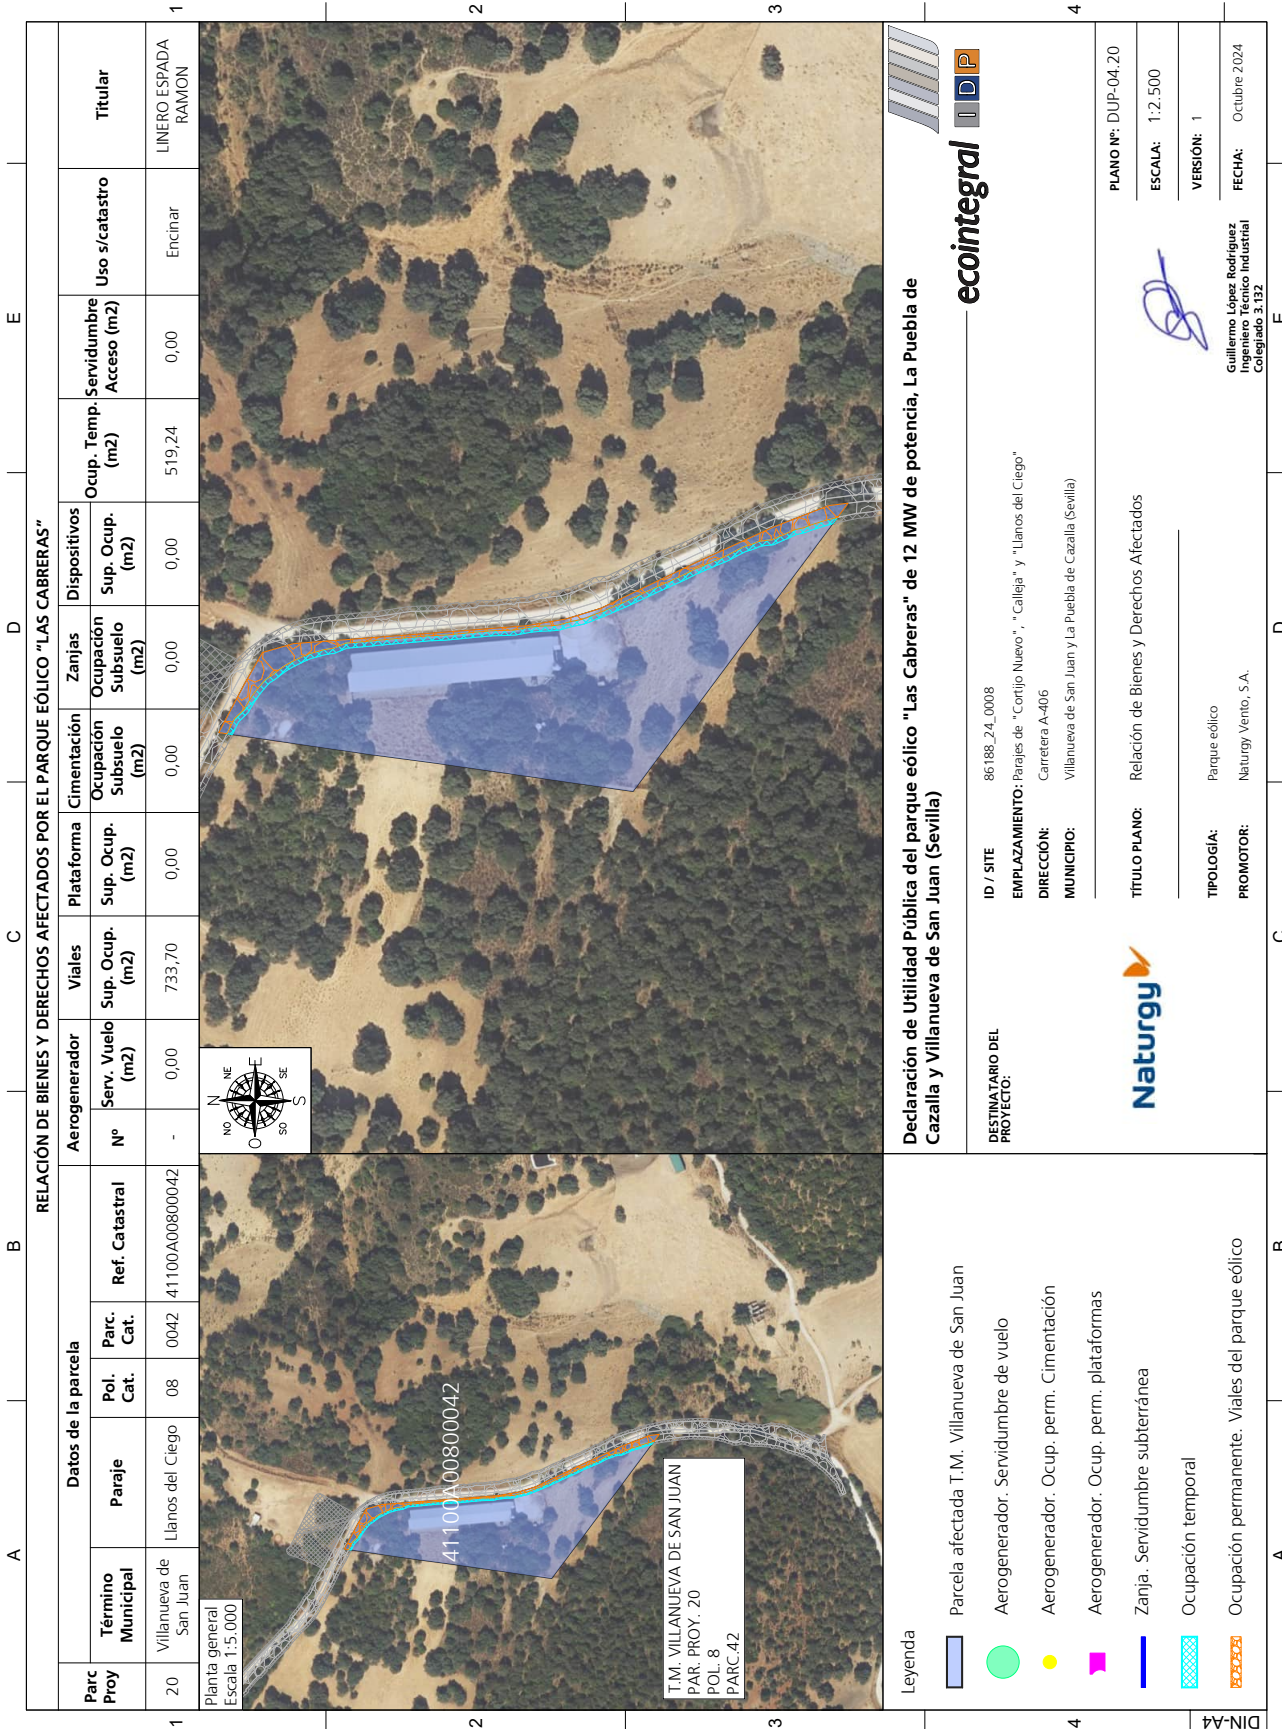 RELACIÓN DE BIENES Y DERECHOS AFECTADOS POR EL PARQUE EÓLICO "LAS CABRERAS"
Parc Proy
Datos de la parcela
Término Municipal
Paraje
Pol. Cat.
Parc. Cat.
Ref. Catastral
Aerogenerador
Nº
Serv. Vuelo (m2)
Viales
Sup. Ocup. (m2)
Plataforma
Sup. Ocup. (m2)
Cimentación
Ocupación Subsuelo (m2)
Zanjas
Ocupación Subsuelo (m2)
Dispositivos
Sup. Ocup. (m2)
Ocup. Temp. (m2)
Servidumbre Acceso (m2)
Uso s/catastro
Titular
20
Villanueva de San Juan
Llanos del Ciego
08
0042
41100A00800042
-
0,00
733,70
0,00
0,00
0,00
0,00
519,24
0,00
Encinar
LINERO ESPADA RAMON
Planta general
Escala 1:5.000
41100A00800042
T.M. VILLANUEVA DE SAN JUAN
PAR. PROY. 20
POL. 8
PARC.42
N
NE
E
SE
S
SO
O
NO
Leyenda
Parcela afectada T.M. Villanueva de San Juan
Aerogenerador. Servidumbre de vuelo
Aerogenerador. Ocup. perm. Cimentación
Aerogenerador. Ocup. perm. plataformas
Zanja. Servidumbre subterránea
Ocupación temporal
Ocupación permanente. Viales del parque eólico
Declaración de Utilidad Pública del parque eólico "Las Cabreras" de 12 MW de potencia, La Puebla de
Cazalla y Villanueva de San Juan (Sevilla)
ecointegral
IDP
DESTINATARIO DEL
PROYECTO:
Naturgy
ID / SITE 86188_24_0008
EMPLAZAMIENTO: Parajes de "Cortijo Nuevo", "Calleja" y "Llanos del Ciego"
DIRECCIÓN: Carretera A-406
MUNICIPIO: Villanueva de San Juan y La Puebla de Cazalla (Sevilla)
TÍTULO PLANO: Relación de Bienes y Derechos Afectados
TIPOLOGÍA: Parque eólico
PROMOTOR: Naturgy Vento, S.A.
PLANO Nº: DUP-04.20
ESCALA: 1:2.500
VERSIÓN: 1
FECHA: Octubre 2024
Guillermo López Rodríguez
Ingeniero Técnico Industrial
Colegiado 3.132
DIN-A4
A
B
C
D
E
1
2
3
4
A
B
C
D
E
1
2
3
4